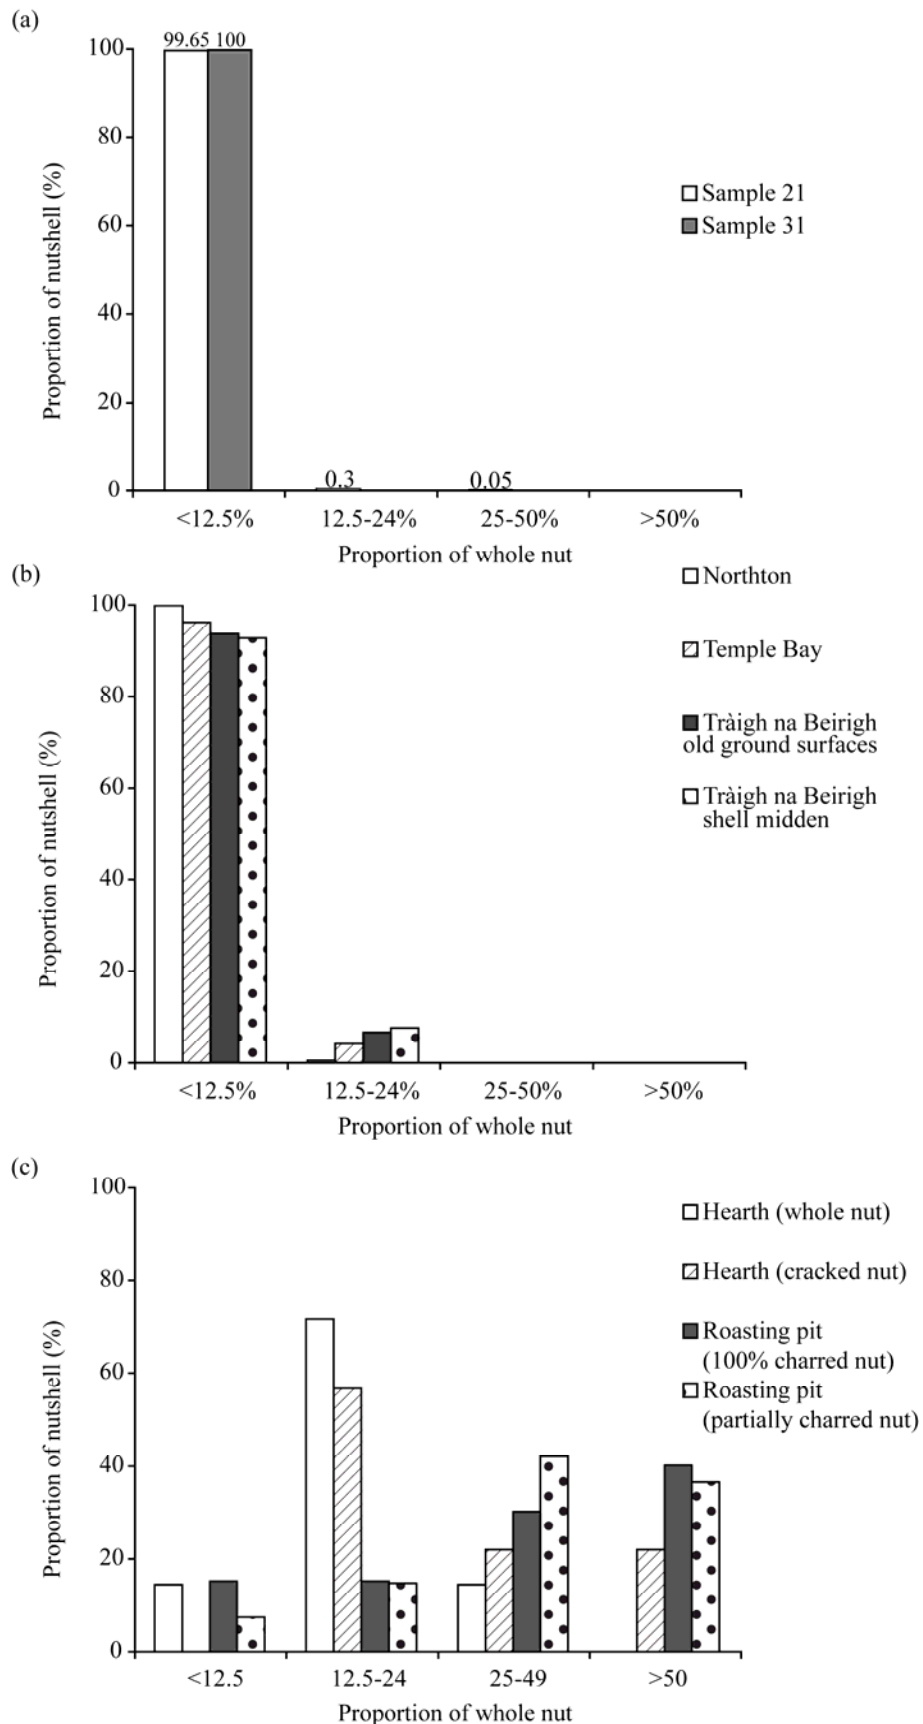 (a)
99.65 100
100
80
60
40
20
0
Proportion of nutshell (%)
0.3
0.05
<12.5%
12.5-24%
25-50%
>50%
Proportion of whole nut
Sample 21
Sample 31
(b)
100
80
60
40
20
0
Proportion of nutshell (%)
<12.5%
12.5-24%
25-50%
>50%
Proportion of whole nut
Northton
Temple Bay
Tràigh na Beirigh
old ground surfaces
Tràigh na Beirigh
shell midden
(c)
100
80
60
40
20
0
Proportion of nutshell (%)
<12.5
12.5-24
25-49
>50
Proportion of whole nut
Hearth (whole nut)
Hearth (cracked nut)
Roasting pit
(100% charred nut)
Roasting pit
(partially charred nut)